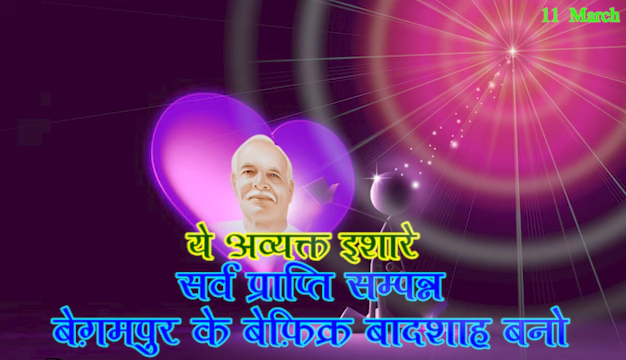 11 March
ये अव्यक्त इशारे
सर्व प्राप्ति सम्पन्न
बेग़मपुर के बेफ़िक्र बादशाह बनो